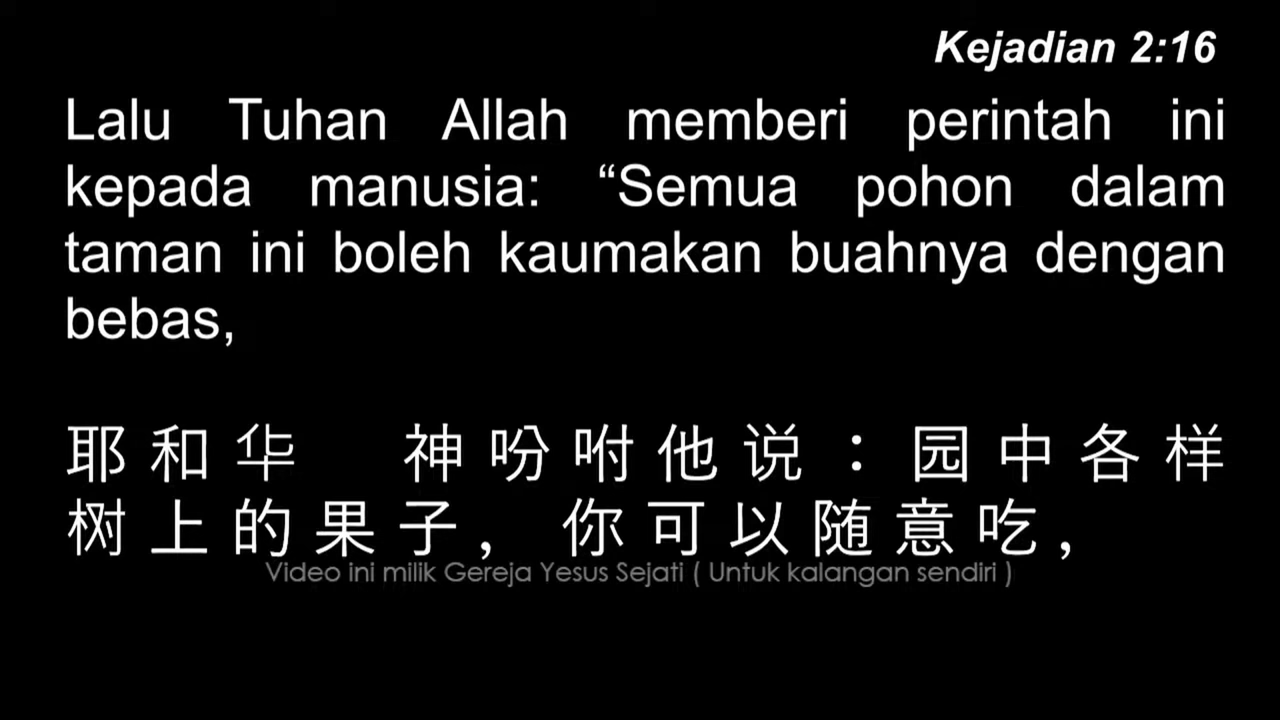 Kejadian 2:16
Lalu Tuhan Allah memberi perintah ini
kepada manusia: “Semua pohon dalam
taman ini boleh kaumakan buahnya dengan
bebas,
耶和华　神吩咐他说：园中各样
树上的果子，你可以随意吃，
Video ini milik Gereja Yesus Sejati ( Untuk kalangan sendiri )